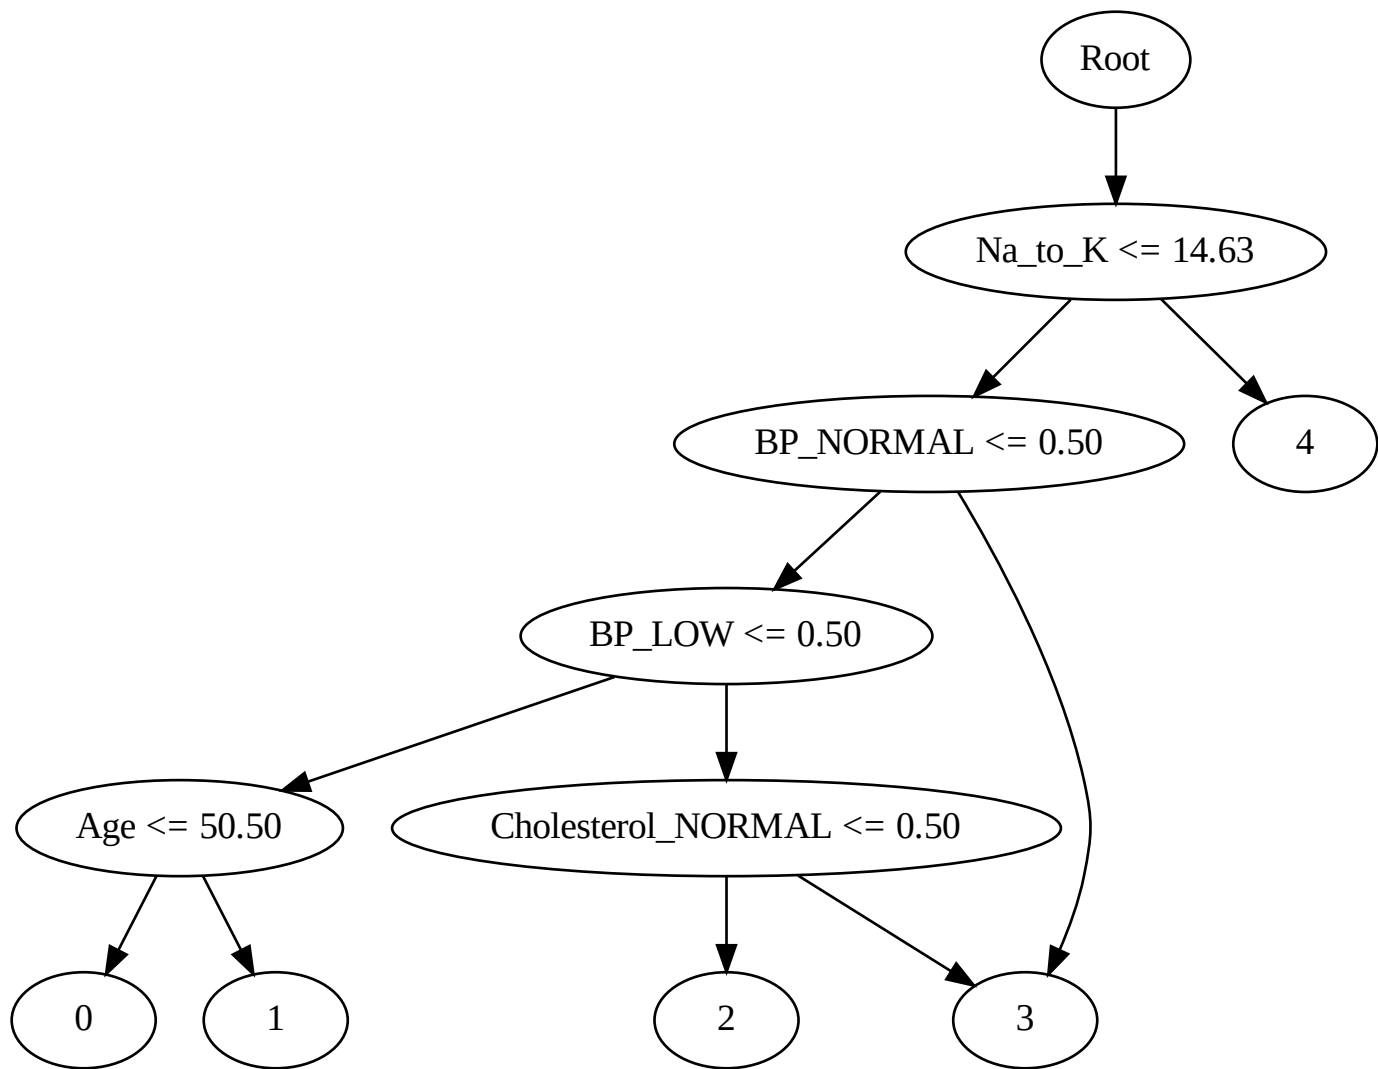 Root
Na_to_K <= 14.63
BP_NORMAL <= 0.50
4
BP_LOW <= 0.50
Age <= 50.50
Cholesterol_NORMAL <= 0.50
0
1
2
3